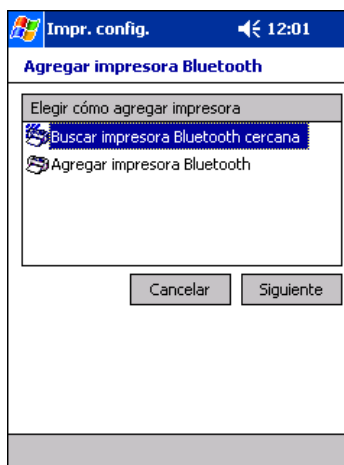 Impr. config. 12:01
Agregar impresora Bluetooth
Elegir cómo agregar impresora
Buscar impresora Bluetooth cercana
Agregar impresora Bluetooth
Cancelar Siguiente